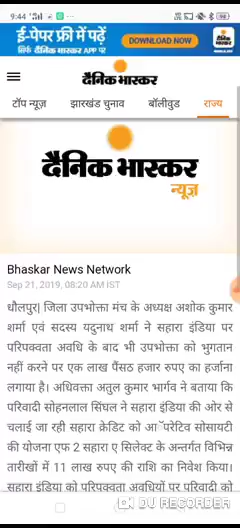 9:44
ई-पेपर फ्री में पढ़ें
सिर्फ दैनिक भास्कर APP पर
DOWNLOAD NOW
दैनिक भास्कर
टॉप न्यूज़ झारखंड चुनाव बॉलीवुड राज्य
दैनिक भास्कर
न्यूज़
Bhaskar News Network
Sep 21, 2019, 08:20 AM IST
धौलपुर| जिला उपभोक्ता मंच के अध्यक्ष अशोक कुमार
शर्मा एवं सदस्य यदुनाथ शर्मा ने सहारा इंडिया पर
परिपक्वता अवधि के बाद भी उपभोक्ता को भुगतान
नहीं करने पर एक लाख पैंसठ हजार रुपए का हर्जाना
लगाया है। अधिवक्ता अतुल कुमार भार्गव ने बताया कि
परिवादी सोहनलाल सिंघल ने सहारा इंडिया की ओर से
चलाई जा रही सहारा क्रेडिट को आॅपरेटिव सोसायटी
की योजना एफ 2 सहारा ए सिलेक्ट के अन्तर्गत विभिन्न
तारीखों में 11 लाख रुपए की राशि का निवेश किया।
सहारा इंडिया को परिपक्वता अवधियों पर परिवादी को
DU RECORDER